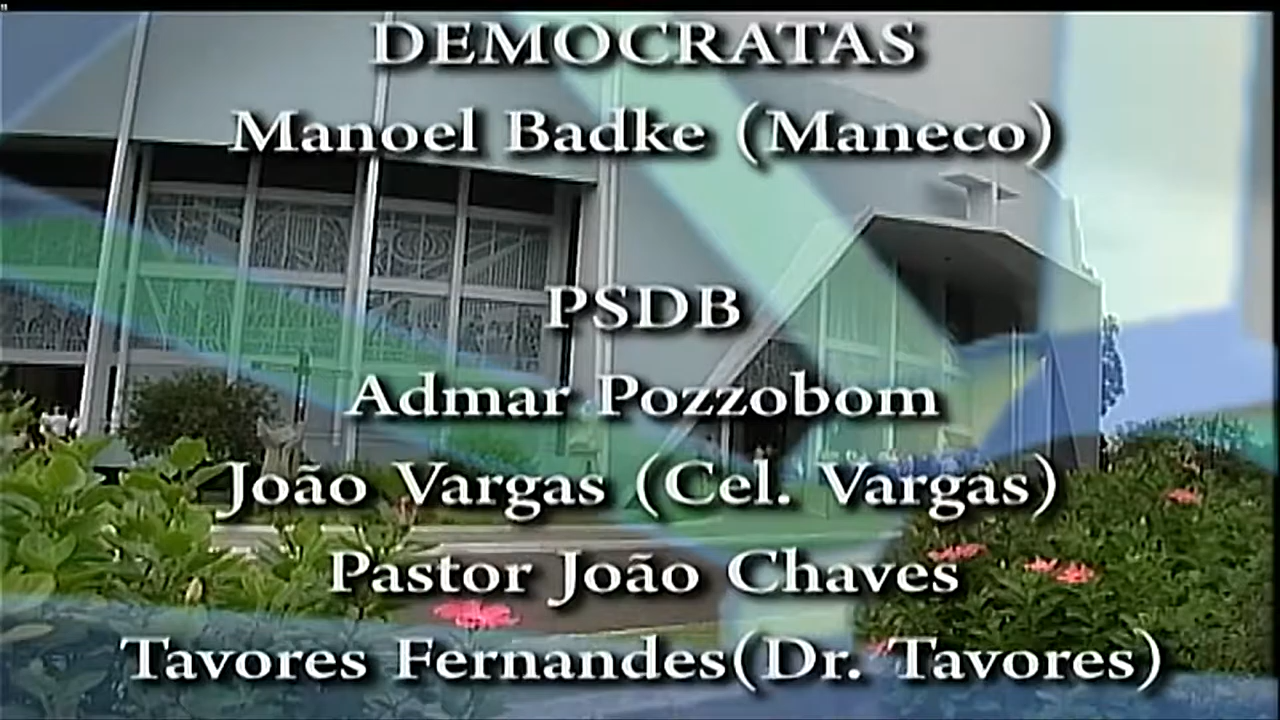 DEMOCRATAS
Manoel Badke (Maneco)
PSDB
Admar Pozzobom
João Vargas (Cel. Vargas)
Pastor João Chaves
Tavores Fernandes(Dr. Tavores)